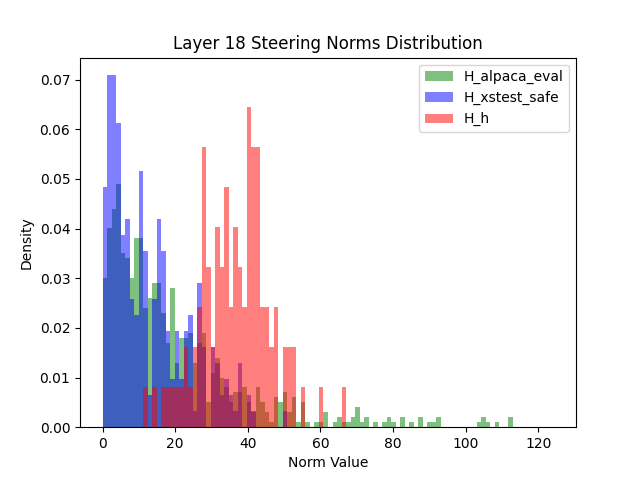 Layer 18 Steering Norms Distribution
H_alpaca_eval
H_xstest_safe
H_h
0.07
0.06
0.05
0.04
0.03
0.02
0.01
0.00
Density
0
20
40
60
80
100
120
Norm Value